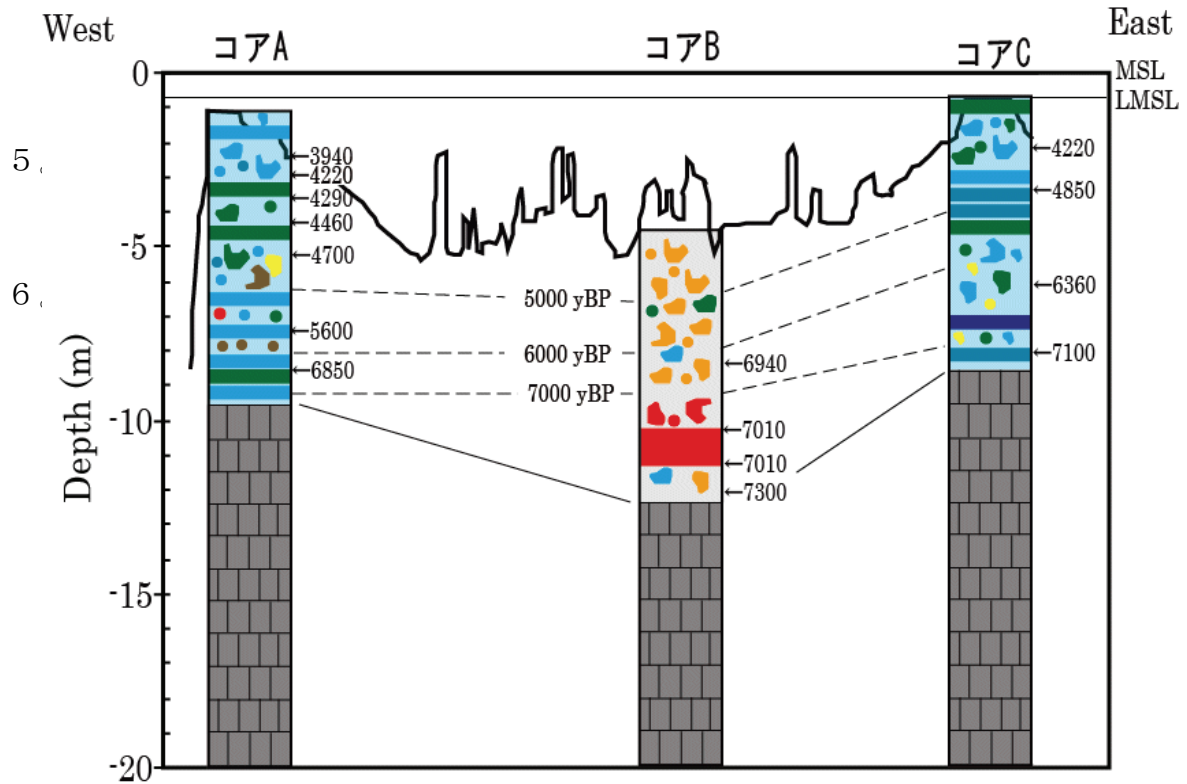 West
East
コアA
コアB
コアC
0
MSL
LMSL
5.
←3940
←4220
←4290
←4460
←4700
←4220
←4850
-5
6.
5000 yBP
←6360
←5600
6000 yBP
←6940
←7100
←6850
7000 yBP
-10
←7010
←7010
←7300
Depth (m)
-15
-20